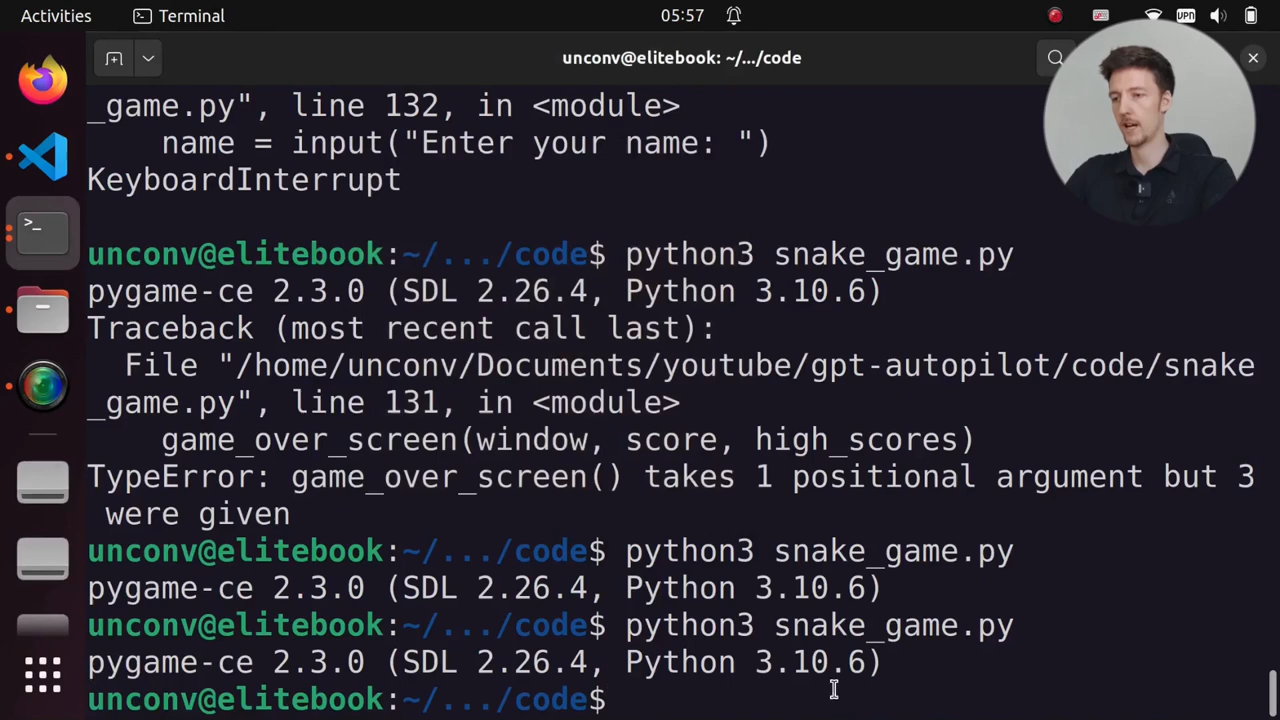 Activities
Terminal
05:57
VPN
unconv@elitebook: ~/.../code
_game.py", line 132, in <module>
    name = input("Enter your name: ")
KeyboardInterrupt
unconv@elitebook:~/.../code$ python3 snake_game.py
pygame-ce 2.3.0 (SDL 2.26.4, Python 3.10.6)
Traceback (most recent call last):
  File "/home/unconv/Documents/youtube/gpt-autopilot/code/snake
_game.py", line 131, in <module>
    game_over_screen(window, score, high_scores)
TypeError: game_over_screen() takes 1 positional argument but 3
 were given
unconv@elitebook:~/.../code$ python3 snake_game.py
pygame-ce 2.3.0 (SDL 2.26.4, Python 3.10.6)
unconv@elitebook:~/.../code$ python3 snake_game.py
pygame-ce 2.3.0 (SDL 2.26.4, Python 3.10.6)
unconv@elitebook:~/.../code$